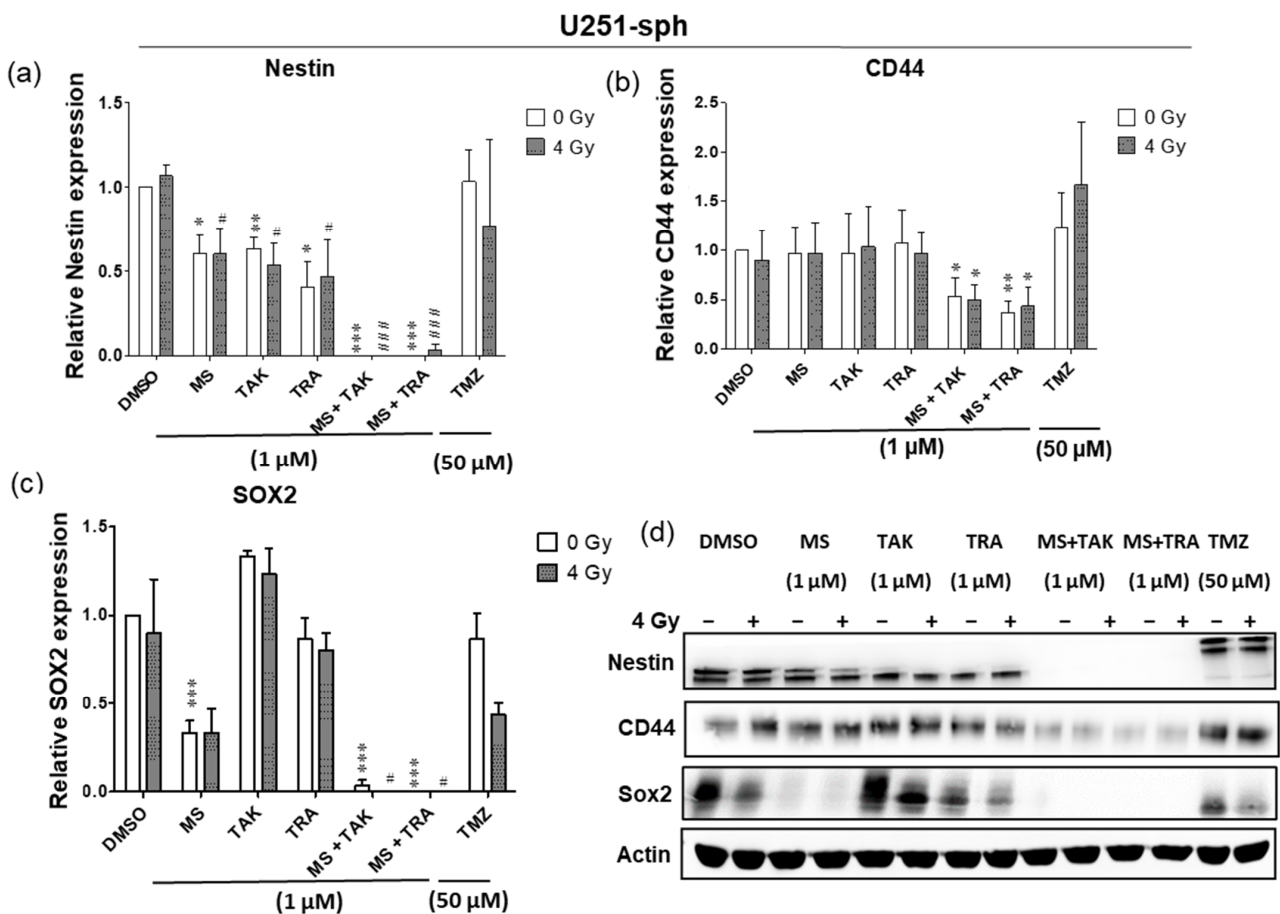 U251-sph
(a)
Nestin
Relative Nestin expression
1.5
1.0
0.5
0.0
0 Gy
4 Gy
* # ** # * # *** ### *** ###
DMSO MS TAK TRA MS + TAK MS + TRA TMZ
(1 µM) (50 µM)
(b)
CD44
Relative CD44 expression
2.5
2.0
1.5
1.0
0.5
0.0
0 Gy
4 Gy
* * ** *
DMSO MS TAK TRA MS + TAK MS + TRA TMZ
(1 µM) (50 µM)
(c)
SOX2
Relative SOX2 expression
1.5
1.0
0.5
0.0
0 Gy
4 Gy
*** *** # *** #
DMSO MS TAK TRA MS + TAK MS + TRA TMZ
(1 µM) (50 µM)
(d)
DMSO MS TAK TRA MS+TAK MS+TRA TMZ
(1 µM) (1 µM) (1 µM) (1 µM) (1 µM) (50 µM)
4 Gy − + − + − + − + − + − + − +
Nestin
CD44
Sox2
Actin